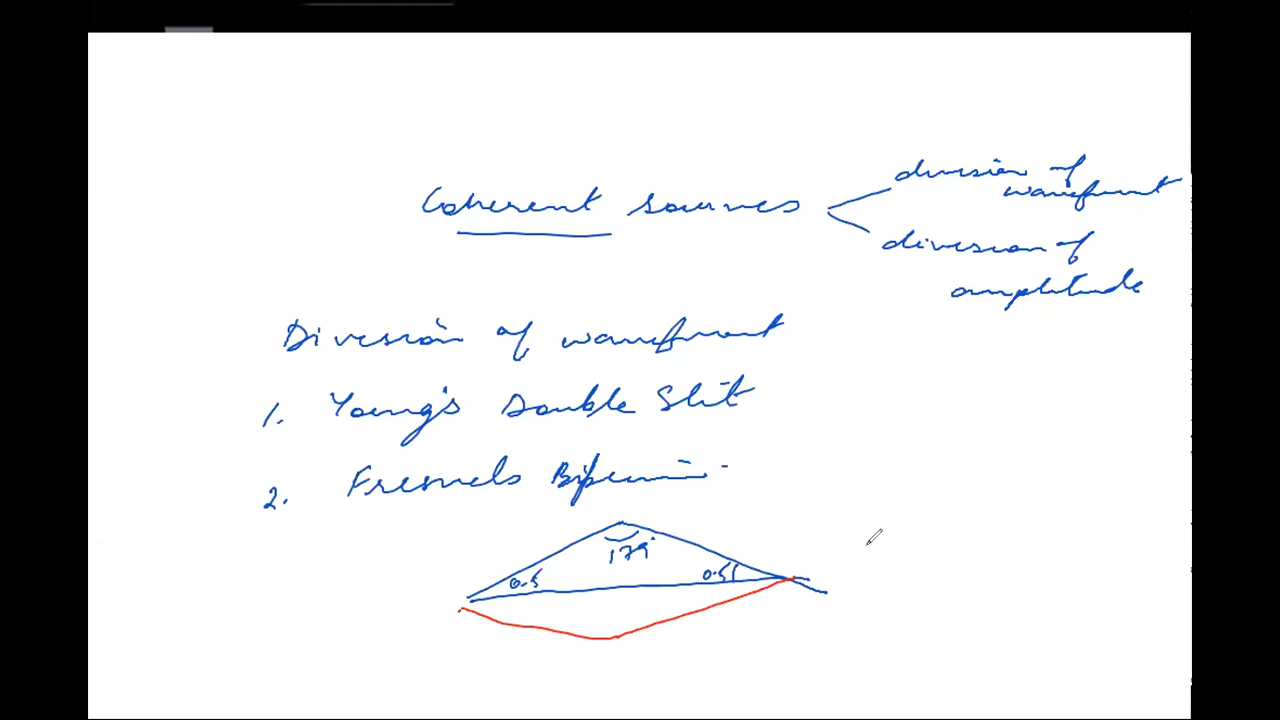 division of
wavefront
Coherent sources
division of
amplitude
Division of wavefront
1. Young's Double Slit
2. Fresnels Biprism
179°
0.5
0.5